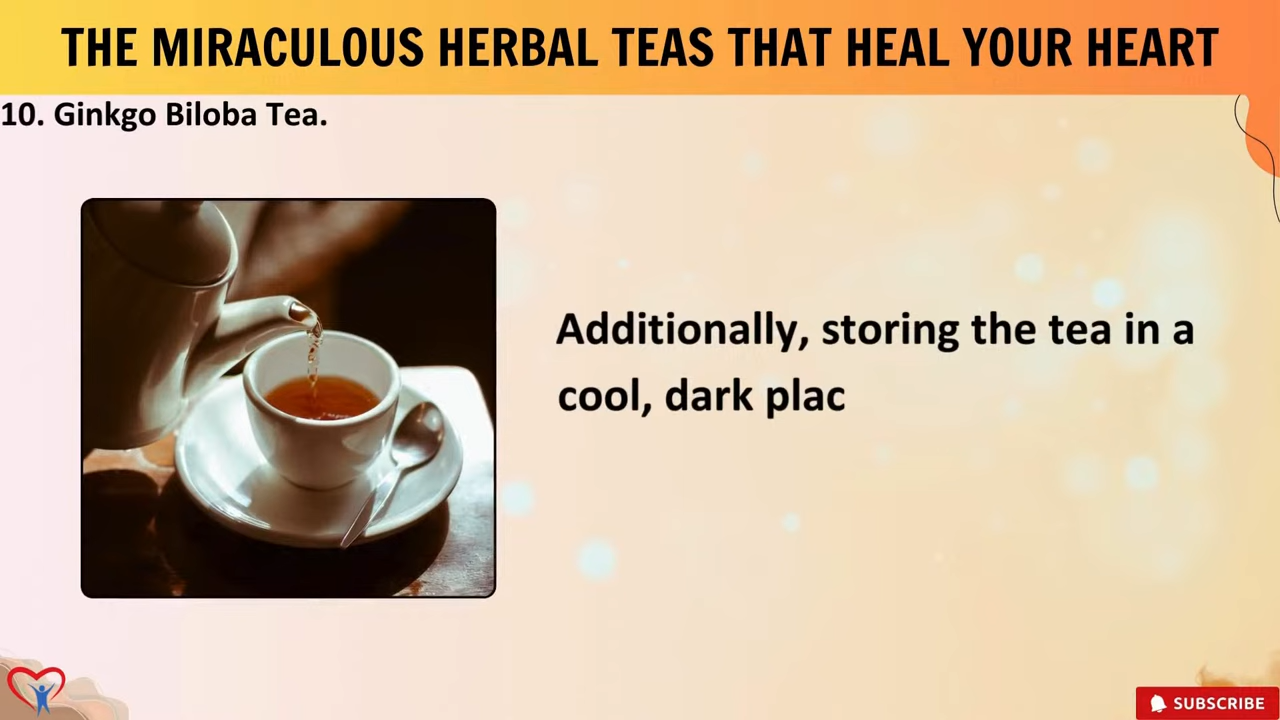 THE MIRACULOUS HERBAL TEAS THAT HEAL YOUR HEART
10. Ginkgo Biloba Tea.
Additionally, storing the tea in a
cool, dark plac
SUBSCRIBE